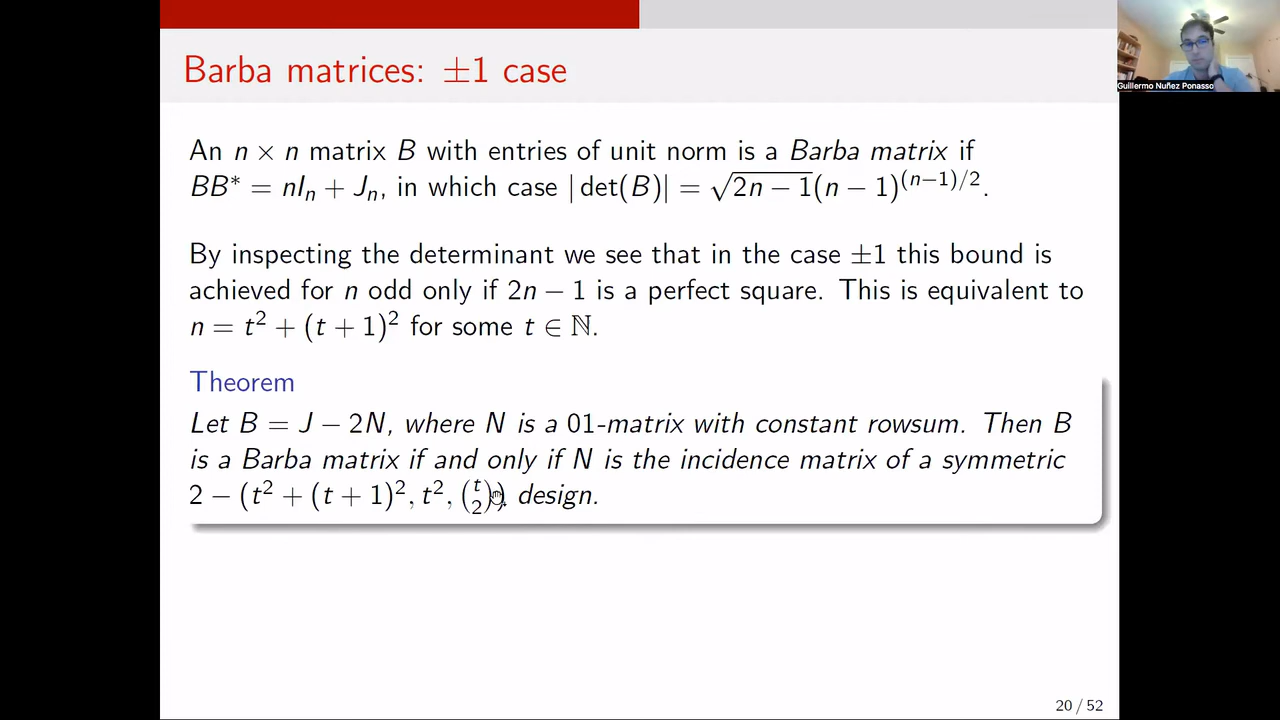 Barba matrices: ±1 case
Guillermo Nuñez Ponasso
An n × n matrix B with entries of unit norm is a Barba matrix if
BB* = nIₙ + Jₙ, in which case | det(B)| = √(2n − 1)(n − 1)^{(n−1)/2}.
By inspecting the determinant we see that in the case ±1 this bound is
achieved for n odd only if 2n − 1 is a perfect square. This is equivalent to
n = t² + (t + 1)² for some t ∈ ℕ.
Theorem
Let B = J − 2N, where N is a 01-matrix with constant rowsum. Then B
is a Barba matrix if and only if N is the incidence matrix of a symmetric
2 − (t² + (t + 1)², t², (t 2)) design.
20 / 52